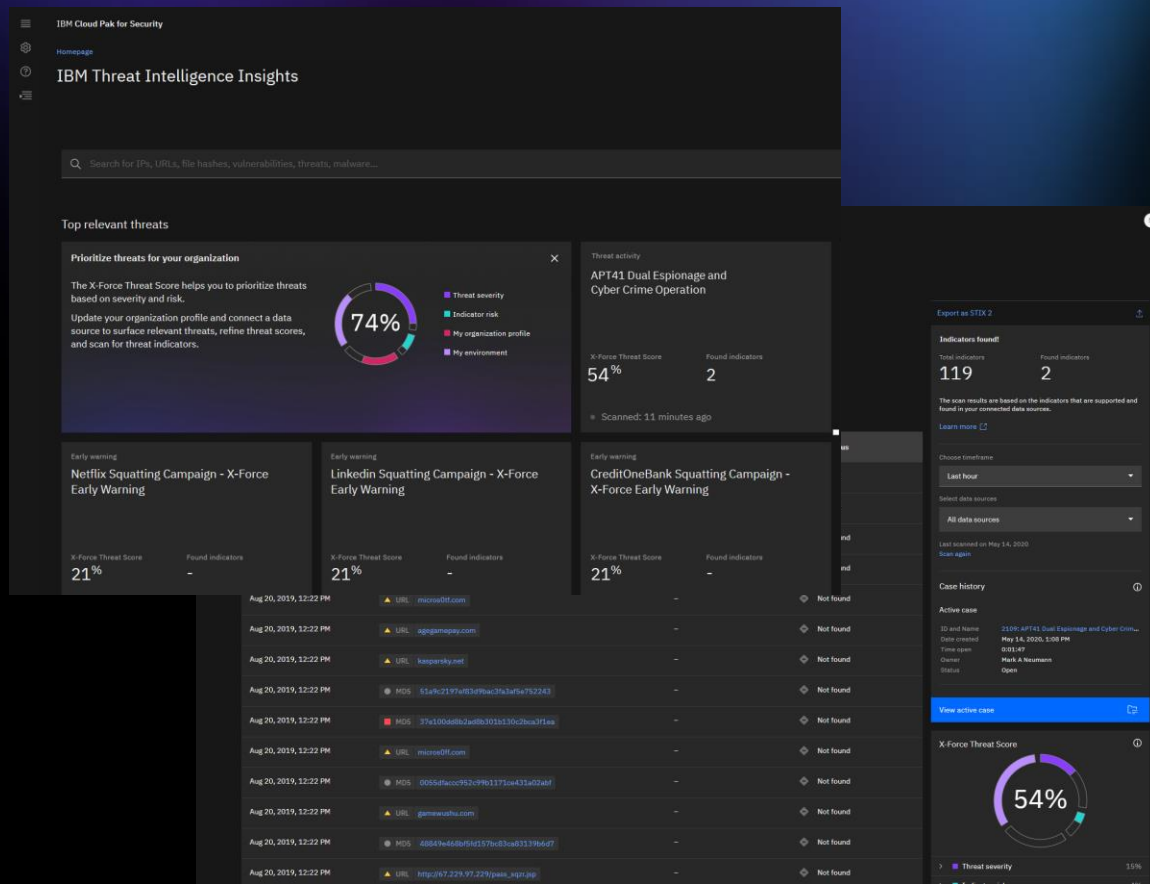 IBM Cloud Pak for Security
Homepage
IBM Threat Intelligence Insights
Search for IPs, URLs, file hashes, vulnerabilities, threats, malware...
Top relevant threats
Prioritize threats for your organization
The X-Force Threat Score helps you to prioritize threats
based on severity and risk.
Update your organization profile and connect a data
source to surface relevant threats, refine threat scores,
and scan for threat indicators.
74%
Threat severity
Indicator risk
My organization profile
My environment
Threat activity
APT41 Dual Espionage and
Cyber Crime Operation
X-Force Threat Score
54%
Found indicators
2
Scanned: 11 minutes ago
Early warning
Netflix Squatting Campaign - X-Force
Early Warning
X-Force Threat Score Found indicators
21% -
Early warning
Linkedin Squatting Campaign - X-Force
Early Warning
X-Force Threat Score Found indicators
21% -
Early warning
CreditOneBank Squatting Campaign -
X-Force Early Warning
X-Force Threat Score Found indicators
21% -
us
nd
nd
Aug 20, 2019, 12:22 PM URL - Not found
Aug 20, 2019, 12:22 PM URL agegamepay.com - Not found
Aug 20, 2019, 12:22 PM URL kasparsky.net - Not found
Aug 20, 2019, 12:22 PM MD5 - Not found
Aug 20, 2019, 12:22 PM MD5 - Not found
Aug 20, 2019, 12:22 PM URL - Not found
Aug 20, 2019, 12:22 PM MD5 - Not found
Aug 20, 2019, 12:22 PM URL gamewushu.com - Not found
Aug 20, 2019, 12:22 PM MD5 - Not found
Aug 20, 2019, 12:22 PM URL - Not found
Export as STIX 2
Indicators found!
Total indicators Found indicators
119 2
The scan results are based on the indicators that are supported and
found in your connected data sources.
Learn more
Choose timeframe
Last hour
Select data sources
All data sources
Last scanned on May 14, 2020
Scan again
Case history
Active case
ID and Name 2109: APT41 Dual Espionage and Cyber Crim...
Date created May 14, 2020, 1:08 PM
Time open 0:01:47
Owner Mark A Neumann
Status Open
View active case
X-Force Threat Score
54%
Threat severity 15%